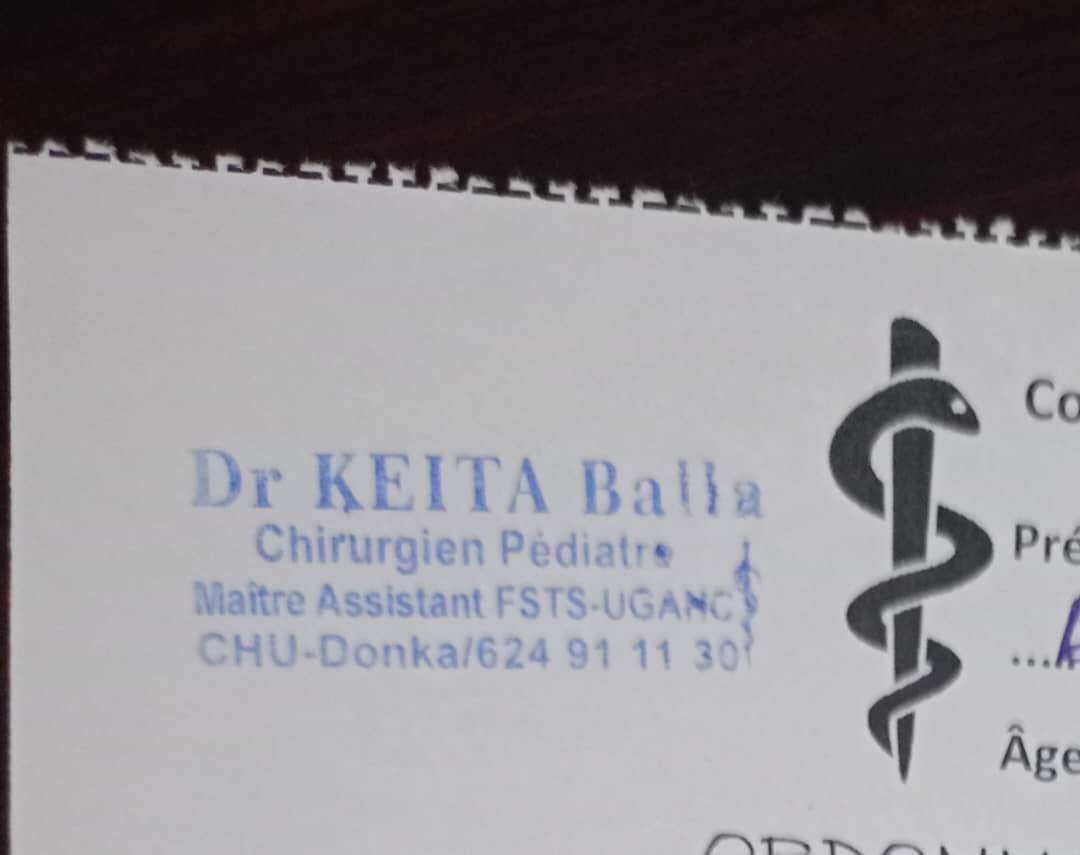 Dr KEITA Balla
Chirurgien Pédiatre
Maître Assistant FSTS-UGANC
CHU-Donka/624 91 11 30
Co
Pré
...
Âge